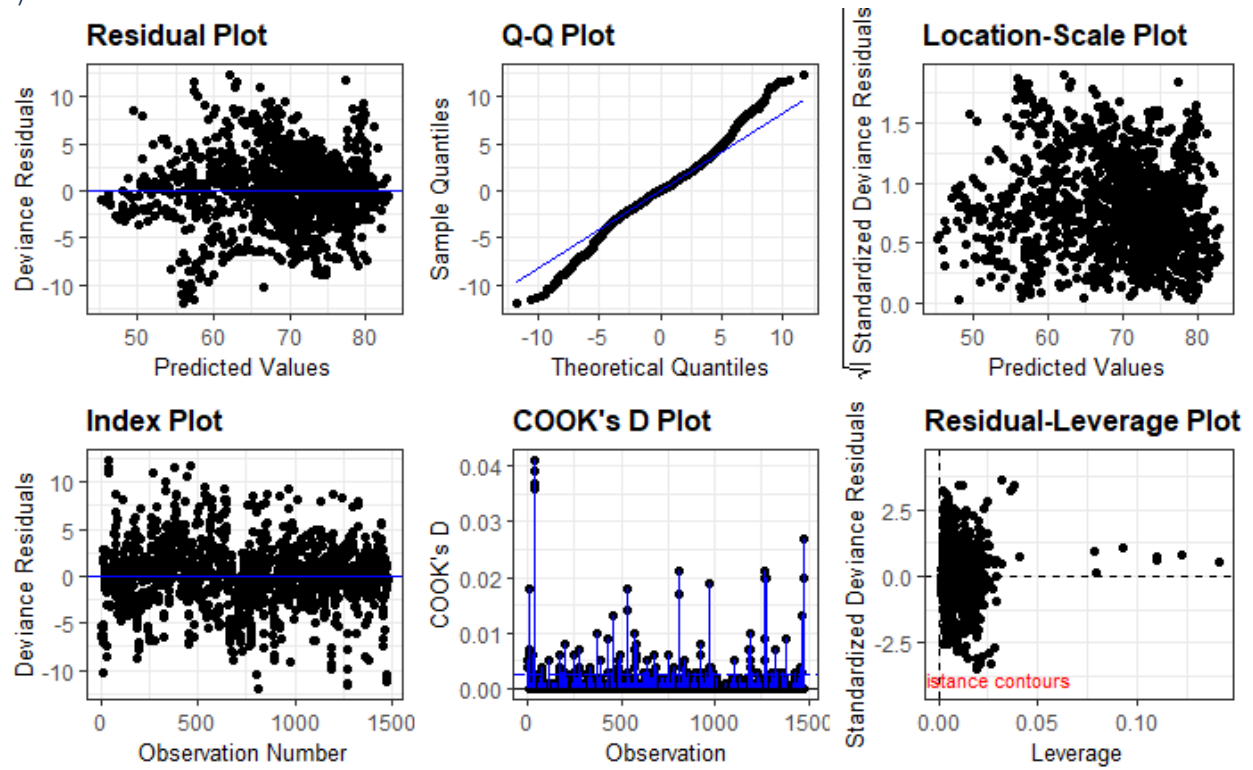 )
Residual Plot
Deviance Residuals
10
5
0
-5
-10
50 60 70 80
Predicted Values
Q-Q Plot
Sample Quantiles
10
5
0
-5
-10
-10 -5 0 5 10
Theoretical Quantiles
Location-Scale Plot
√| Standardized Deviance Residuals|
1.5
1.0
0.5
0.0
50 60 70 80
Predicted Values
Index Plot
Deviance Residuals
10
5
0
-5
-10
0 500 1000 1500
Observation Number
COOK's D Plot
COOK's D
0.04
0.03
0.02
0.01
0.00
0 500 1000 1500
Observation
Residual-Leverage Plot
Standardized Deviance Residuals
2.5
0.0
-2.5
istance contours
0.00 0.05 0.10
Leverage